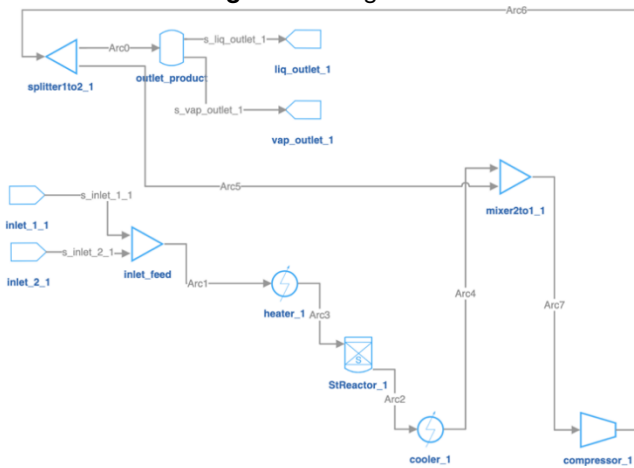 Arc6
Arc0
s_liq_outlet_1
liq_outlet_1
outlet_product
splitter1to2_1
s_vap_outlet_1
vap_outlet_1
Arc5
s_inlet_1_1
mixer2to1_1
inlet_1_1
s_inlet_2_1
inlet_feed
inlet_2_1
Arc1
Arc4
Arc7
heater_1
Arc3
StReactor_1
S
Arc2
cooler_1
compressor_1